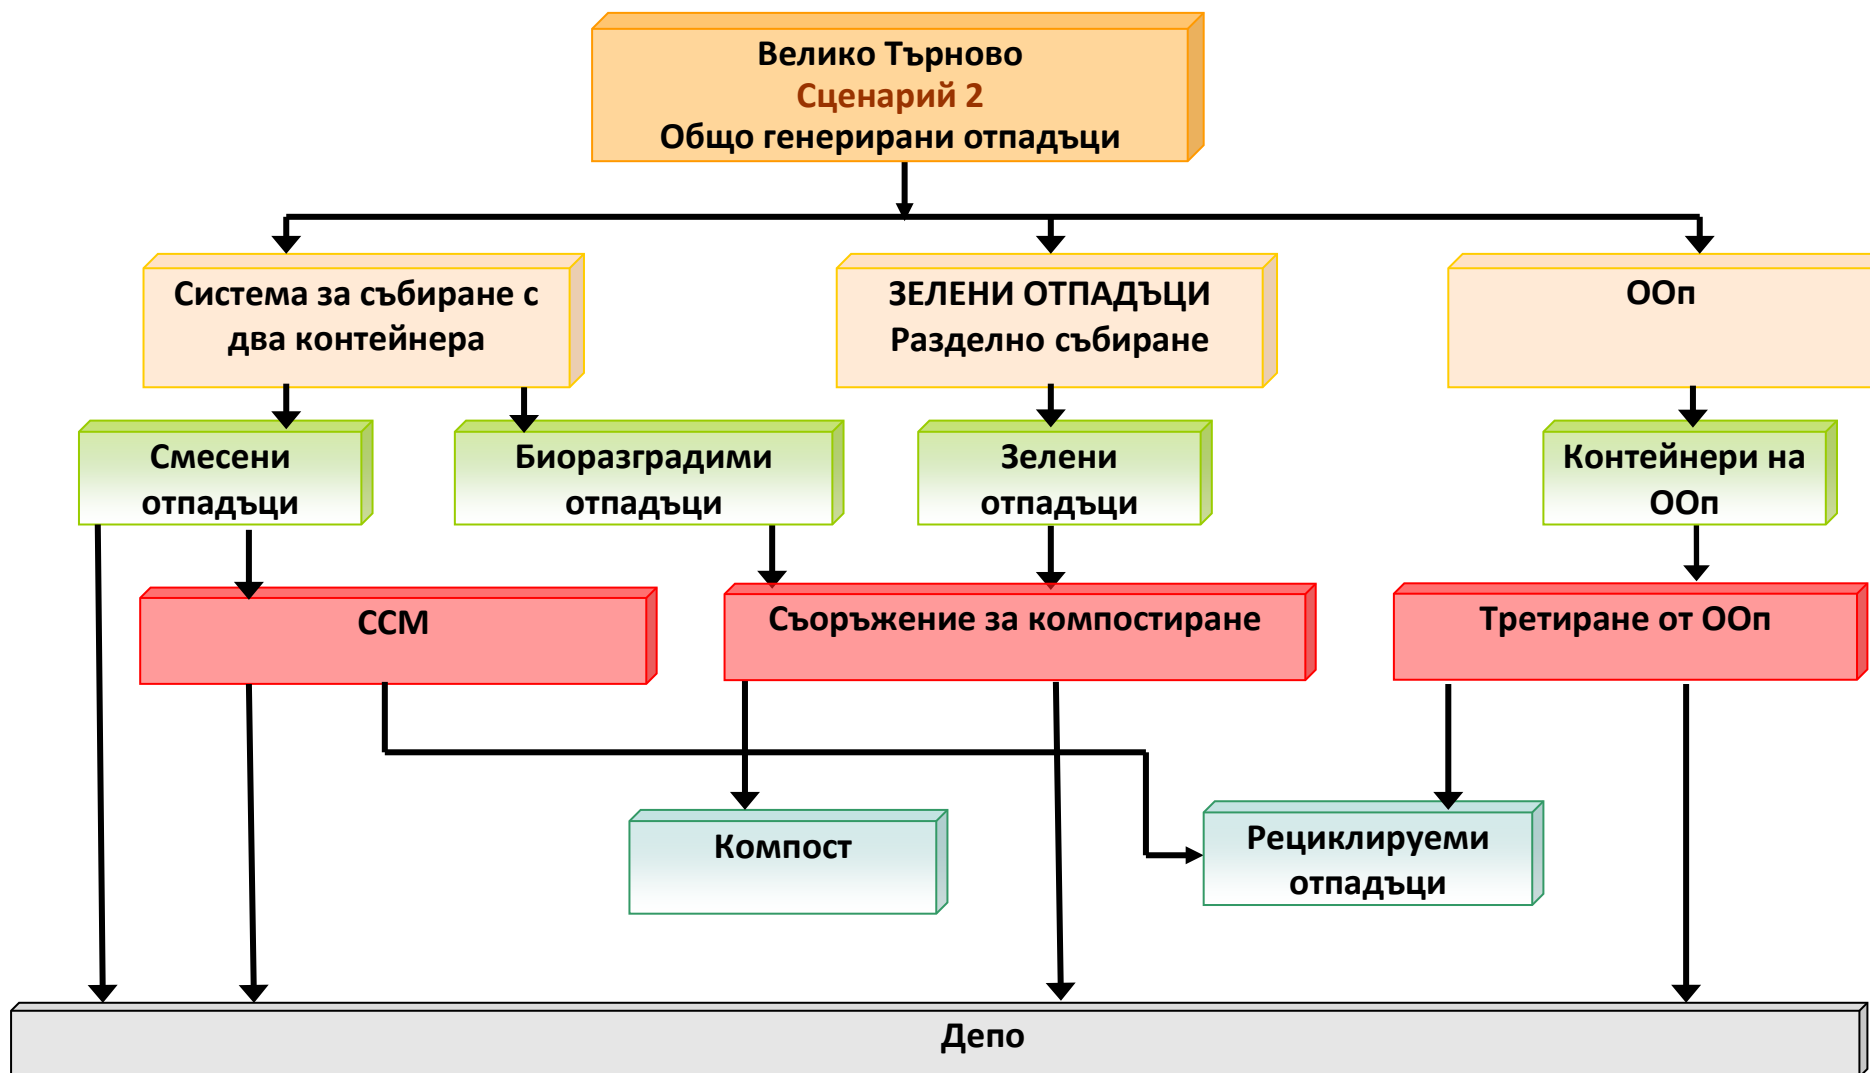 Велико Търново
Сценарий 2
Общо генерирани отпадъци
Система за събиране с
два контейнера
ЗЕЛЕНИ ОТПАДЪЦИ
Разделно събиране
ООп
Смесени
отпадъци
Биоразградими
отпадъци
Зелени
отпадъци
Контейнери на
ООп
ССМ
Съоръжение за компостиране
Третиране от ООп
Компост
Рециклируеми
отпадъци
Депо